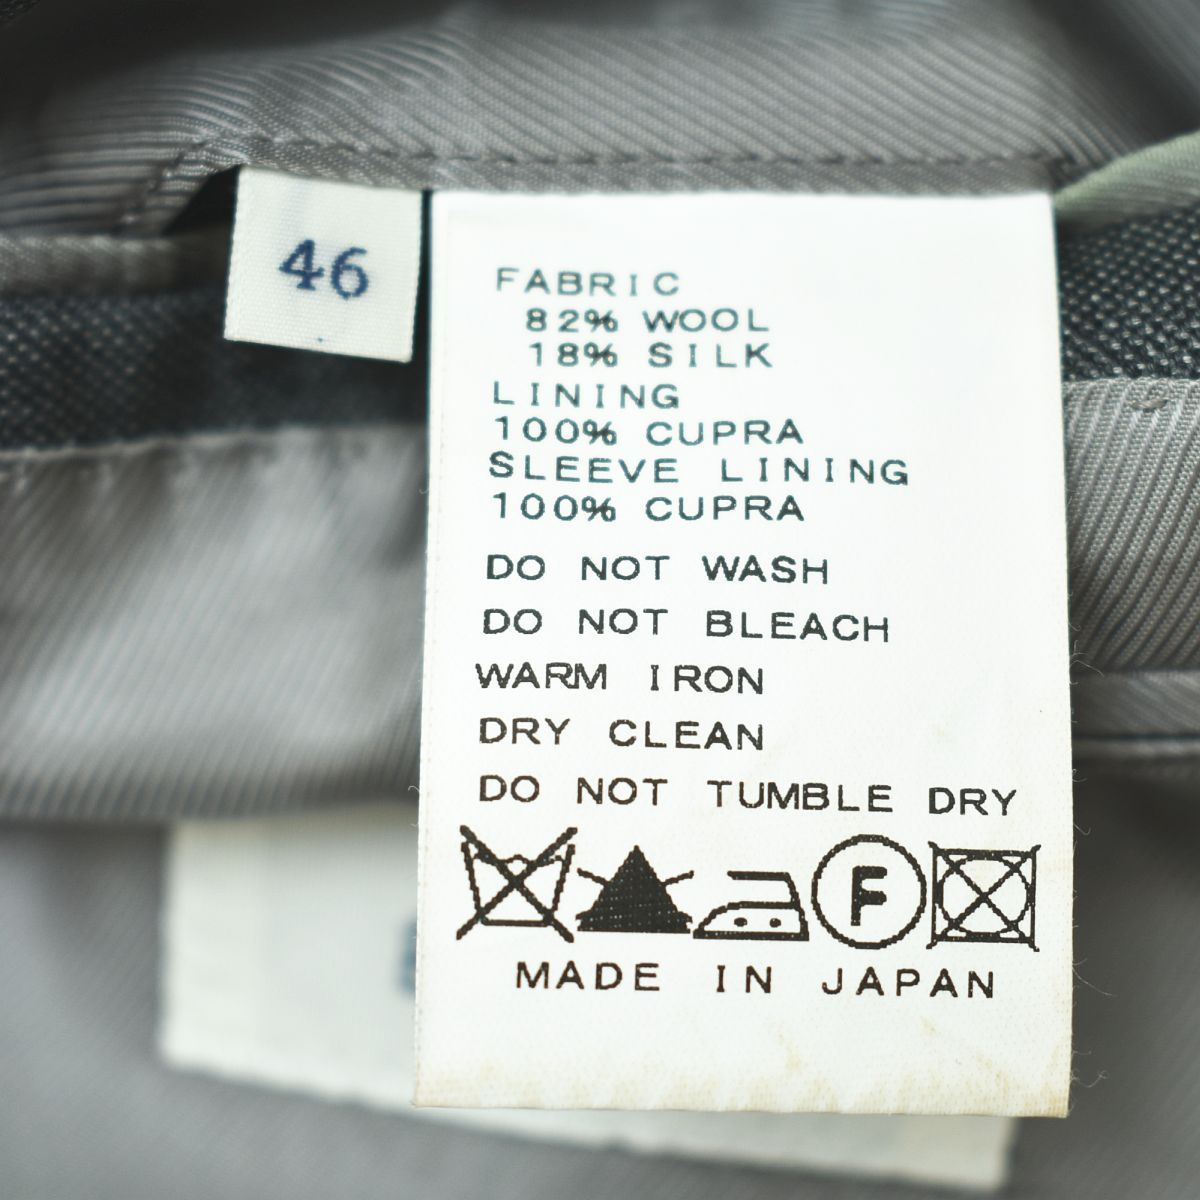 46
FABRIC
82% WOOL
18% SILK
LINING
100% CUPRA
SLEEVE LINING
100% CUPRA
DO NOT WASH
DO NOT BLEACH
WARM IRON
DRY CLEAN
DO NOT TUMBLE DRY
F
MADE IN JAPAN